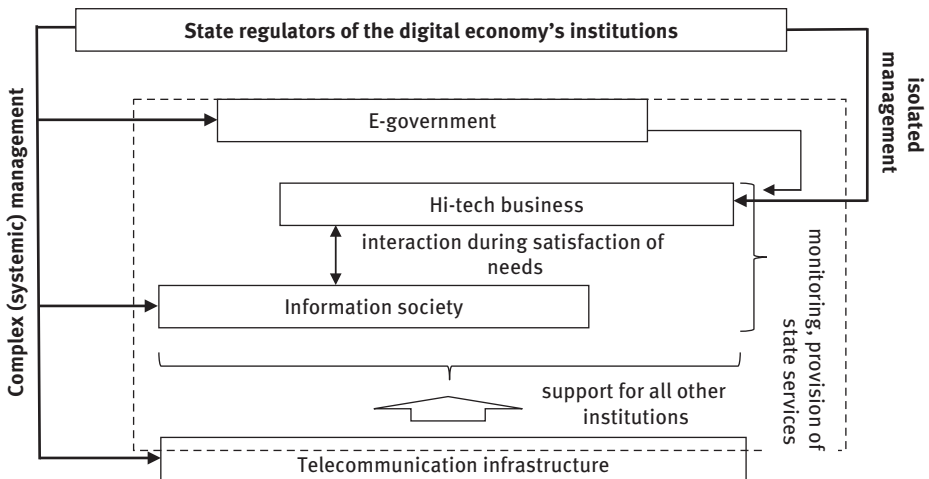 State regulators of the digital economy's institutions
isolated
management
Complex (systemic) management
E-government
Hi-tech business
interaction during satisfaction of
needs
monitoring, provision of
state services
Information society
support for all other
institutions
Telecommunication infrastructure